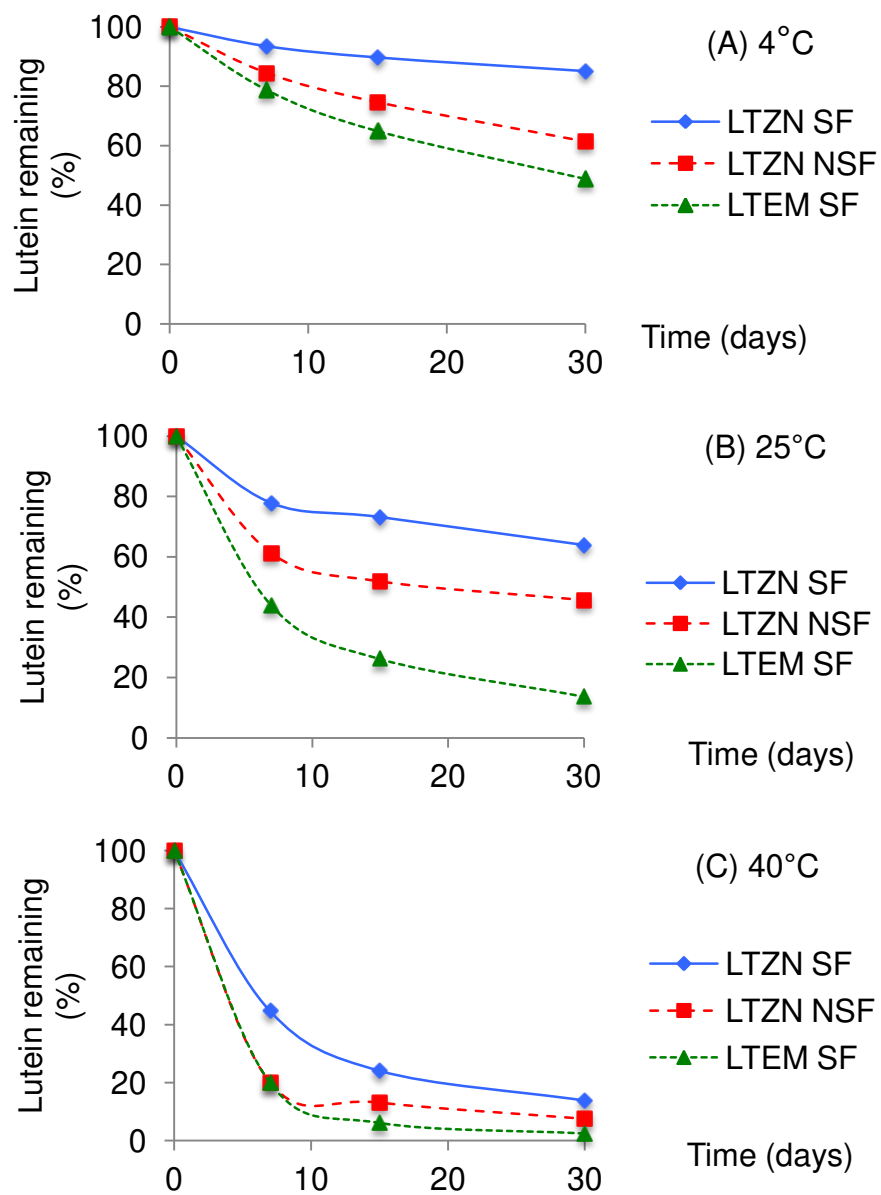 (A) 4°C
Lutein remaining
(%)
100
80
60
40
20
0
0 10 20 30
Time (days)
LTZN SF
LTZN NSF
LTEM SF
(B) 25°C
Lutein remaining
(%)
100
80
60
40
20
0
0 10 20 30
Time (days)
LTZN SF
LTZN NSF
LTEM SF
(C) 40°C
Lutein remaining
(%)
100
80
60
40
20
0
0 10 20 30
Time (days)
LTZN SF
LTZN NSF
LTEM SF